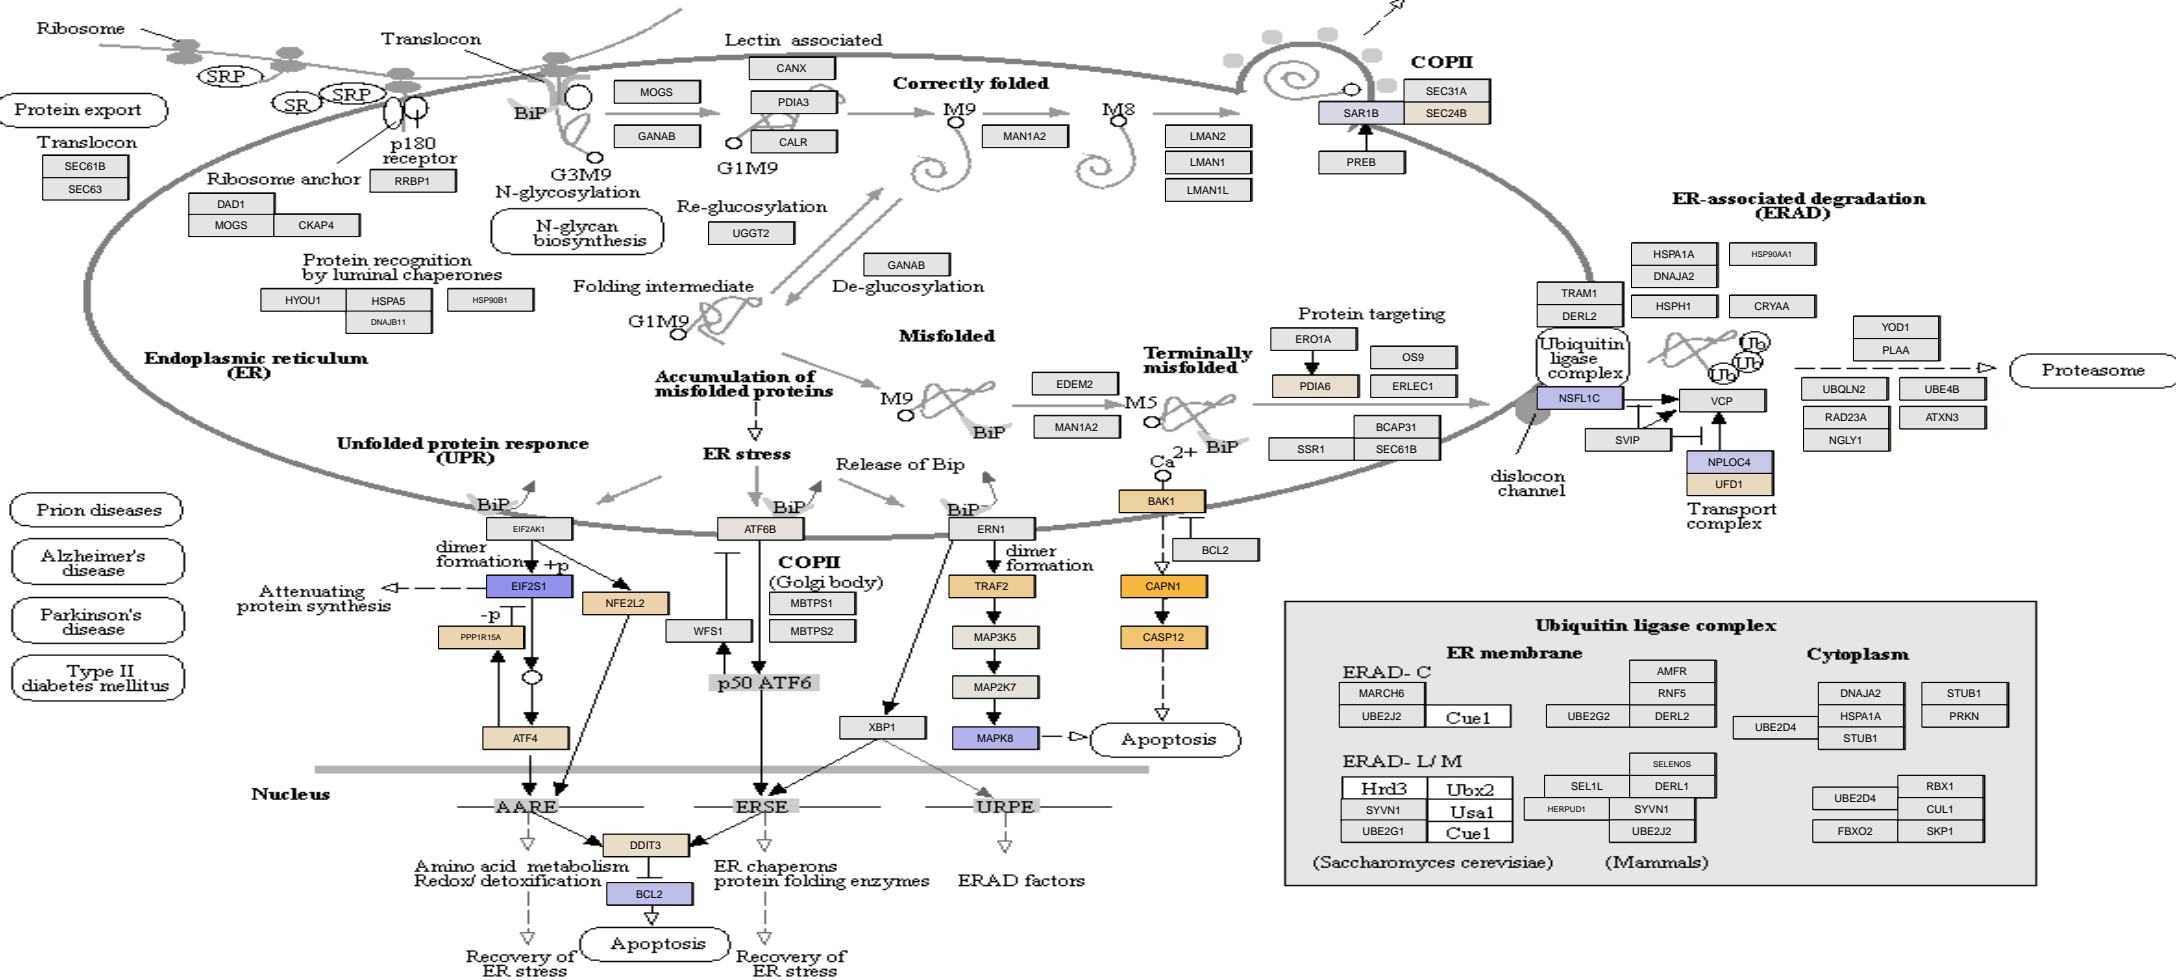 Ribosome
SRP
SR
SRP
Protein export
Translocon
SEC61B
SEC63
p180
receptor
RRBP1
Ribosome anchor
DAD1
MOGS
CKAP4
Translocon
BiP
G3M9
N-glycosylation
N-glycan
biosynthesis
MOGS
GANAB
Lectin associated
CANX
PDIA3
CALR
G1M9
Correctly folded
M9
MAN1A2
M8
LMAN2
LMAN1
LMAN1L
COPII
SEC31A
SAR1B
SEC24B
PREB
Re-glucosylation
UGGT2
GANAB
De-glucosylation
Folding intermediate
G1M9
Protein recognition
by luminal chaperones
HYOU1
HSPA5
HSP90B1
DNAJB11
Endoplasmic reticulum
(ER)
Misfolded
Accumulation of
misfolded proteins
M9
BiP
EDEM2
MAN1A2
Terminally
misfolded
M5
BiP
Protein targeting
ERO1A
PDIA6
OS9
ERLEC1
BCAP31
SSR1
SEC61B
ER-associated degradation
(ERAD)
HSPA1A
HSP90AA1
DNAJA2
HSPH1
CRYAA
TRAM1
DERL2
Ubiquitin
ligase
complex
NSFL1C
Ub
Ub
Ub
VCP
SVIP
NPLOC4
UFD1
Transport
complex
dislocon
channel
YOD1
PLAA
Proteasome
UBQLN2
UBE4B
RAD23A
ATXN3
NGLY1
Unfolded protein responce
(UPR)
ER stress
Release of Bip
Ca2+
BiP
BiP
BiP
EIF2AK1
ATF6B
ERN1
BAK1
BCL2
Prion diseases
Alzheimer's
disease
Parkinson's
disease
Type II
diabetes mellitus
dimer
formation
+p
EIF2S1
Attenuating
protein synthesis
-p
PPP1R15A
NFE2L2
ATF4
COPII
(Golgi body)
MBTPS1
MBTPS2
WFS1
p50 ATF6
dimer
formation
TRAF2
MAP3K5
MAP2K7
MAPK8
XBP1
CAPN1
CASP12
Apoptosis
Nucleus
AARE
ERSE
URPE
DDIT3
BCL2
Apoptosis
Amino acid metabolism
Redox/ detoxification
Recovery of
ER stress
ER chaperons
protein folding enzymes
Recovery of
ER stress
ERAD factors
Ubiquitin ligase complex
ER membrane
Cytoplasm
ERAD- C
MARCH6
UBE2J2
Cue1
AMFR
RNF5
UBE2G2
DERL2
DNAJA2
HSPA1A
UBE2D4
STUB1
STUB1
PRKN
ERAD- L/ M
Hrd3
Ubx2
SYVN1
Usa1
UBE2G1
Cue1
(Saccharomyces cerevisiae)
SELENOS
SEL1L
DERL1
HERPUD1
SYVN1
UBE2J2
(Mammals)
RBX1
UBE2D4
CUL1
FBXO2
SKP1